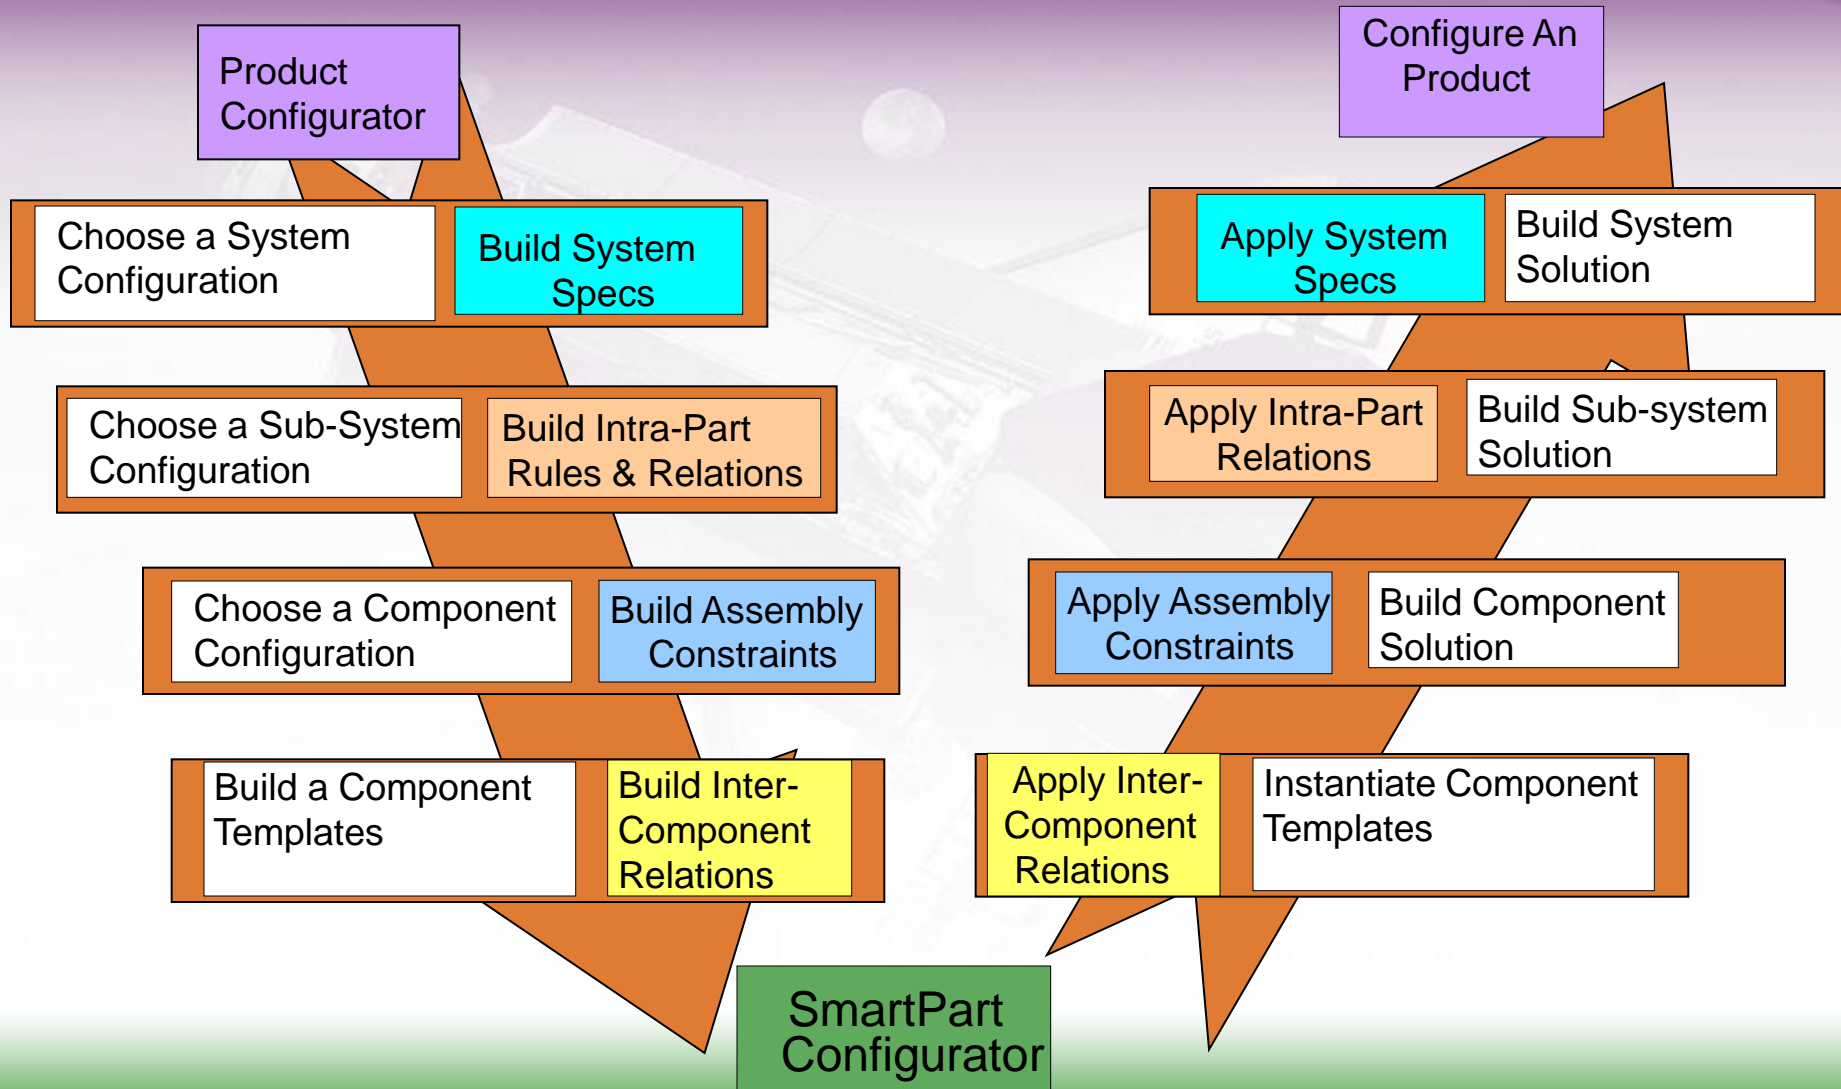 Product
Configurator
Choose a System
Configuration
Build System
Specs
Choose a Sub-System
Configuration
Build Intra-Part
Rules & Relations
Choose a Component
Configuration
Build Assembly
Constraints
Build a Component
Templates
Build Inter-
Component
Relations
SmartPart
Configurator
Configure An
Product
Apply System
Specs
Build System
Solution
Apply Intra-Part
Relations
Build Sub-system
Solution
Apply Assembly
Constraints
Build Component
Solution
Apply Inter-
Component
Relations
Instantiate Component
Templates